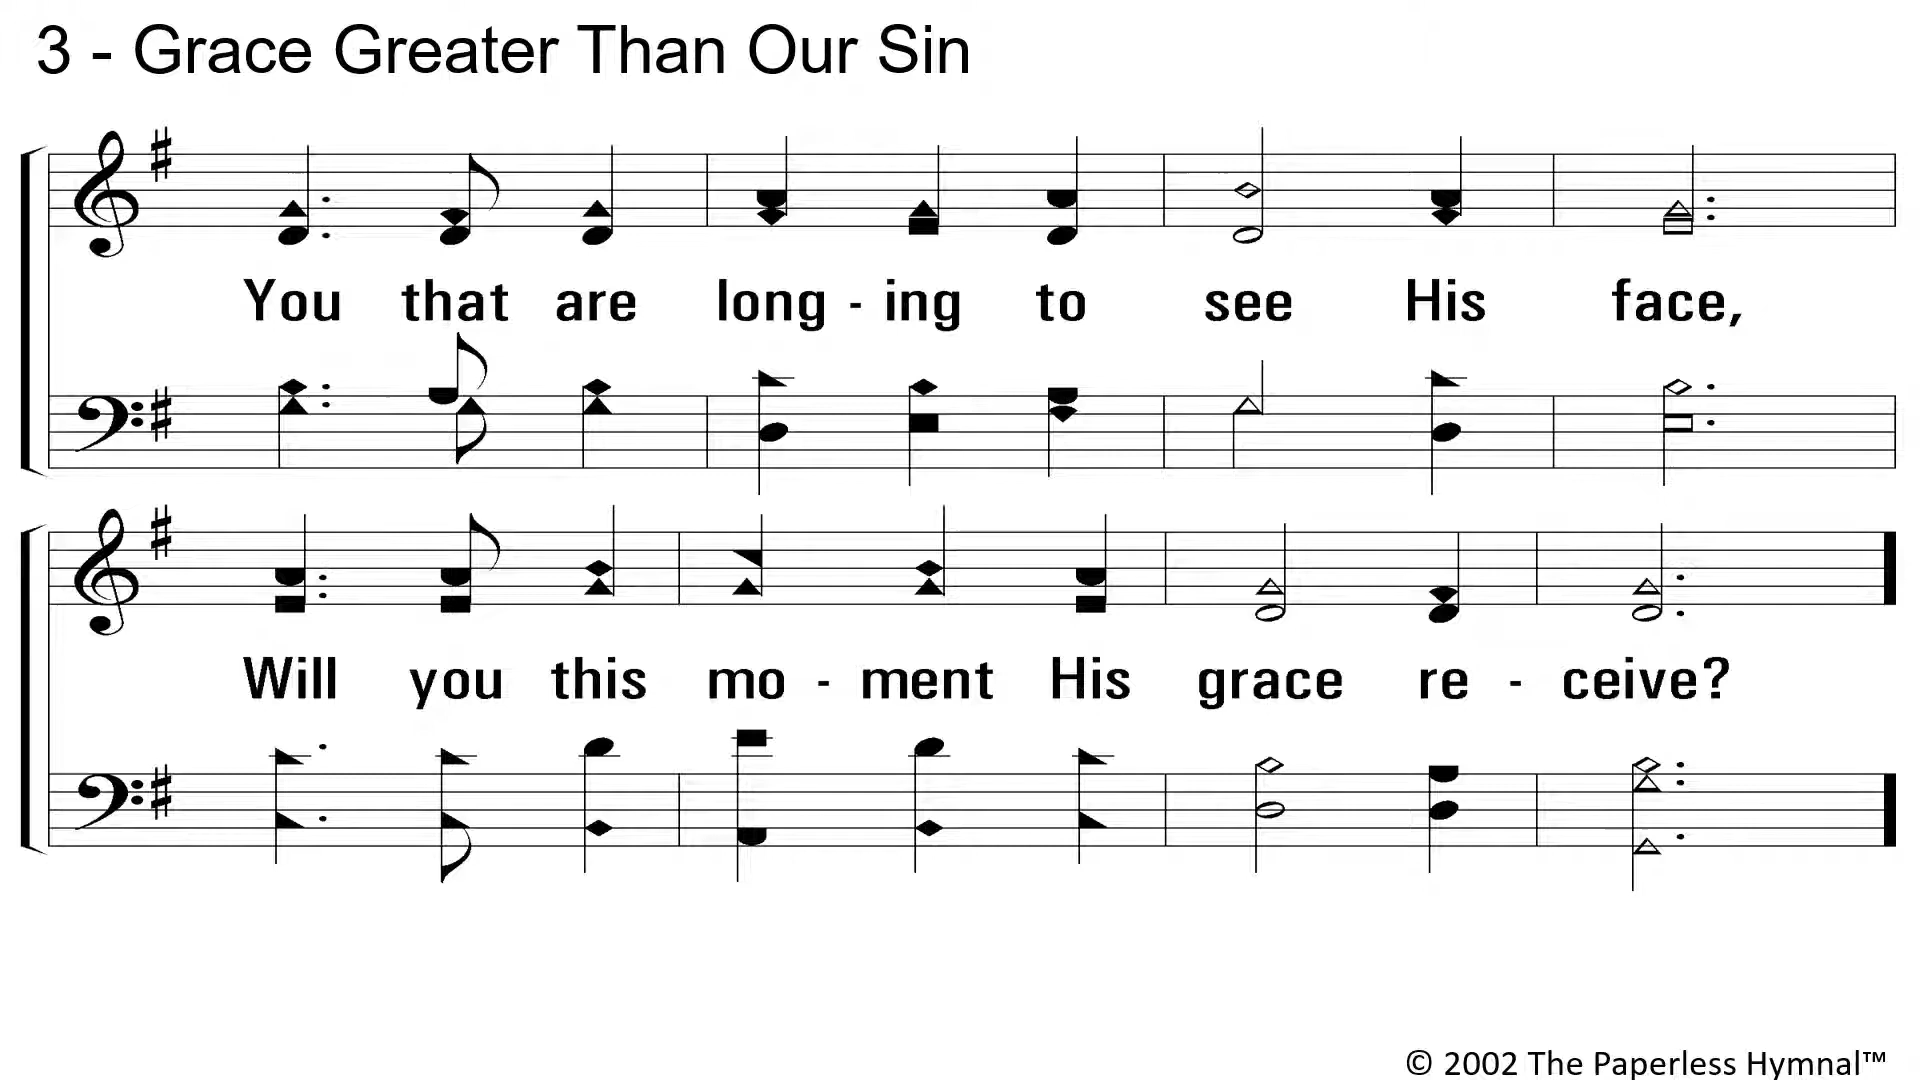 3 - Grace Greater Than Our Sin
You that are long - ing to see His face,
Will you this mo - ment His grace re - ceive?
© 2002 The Paperless Hymnal™